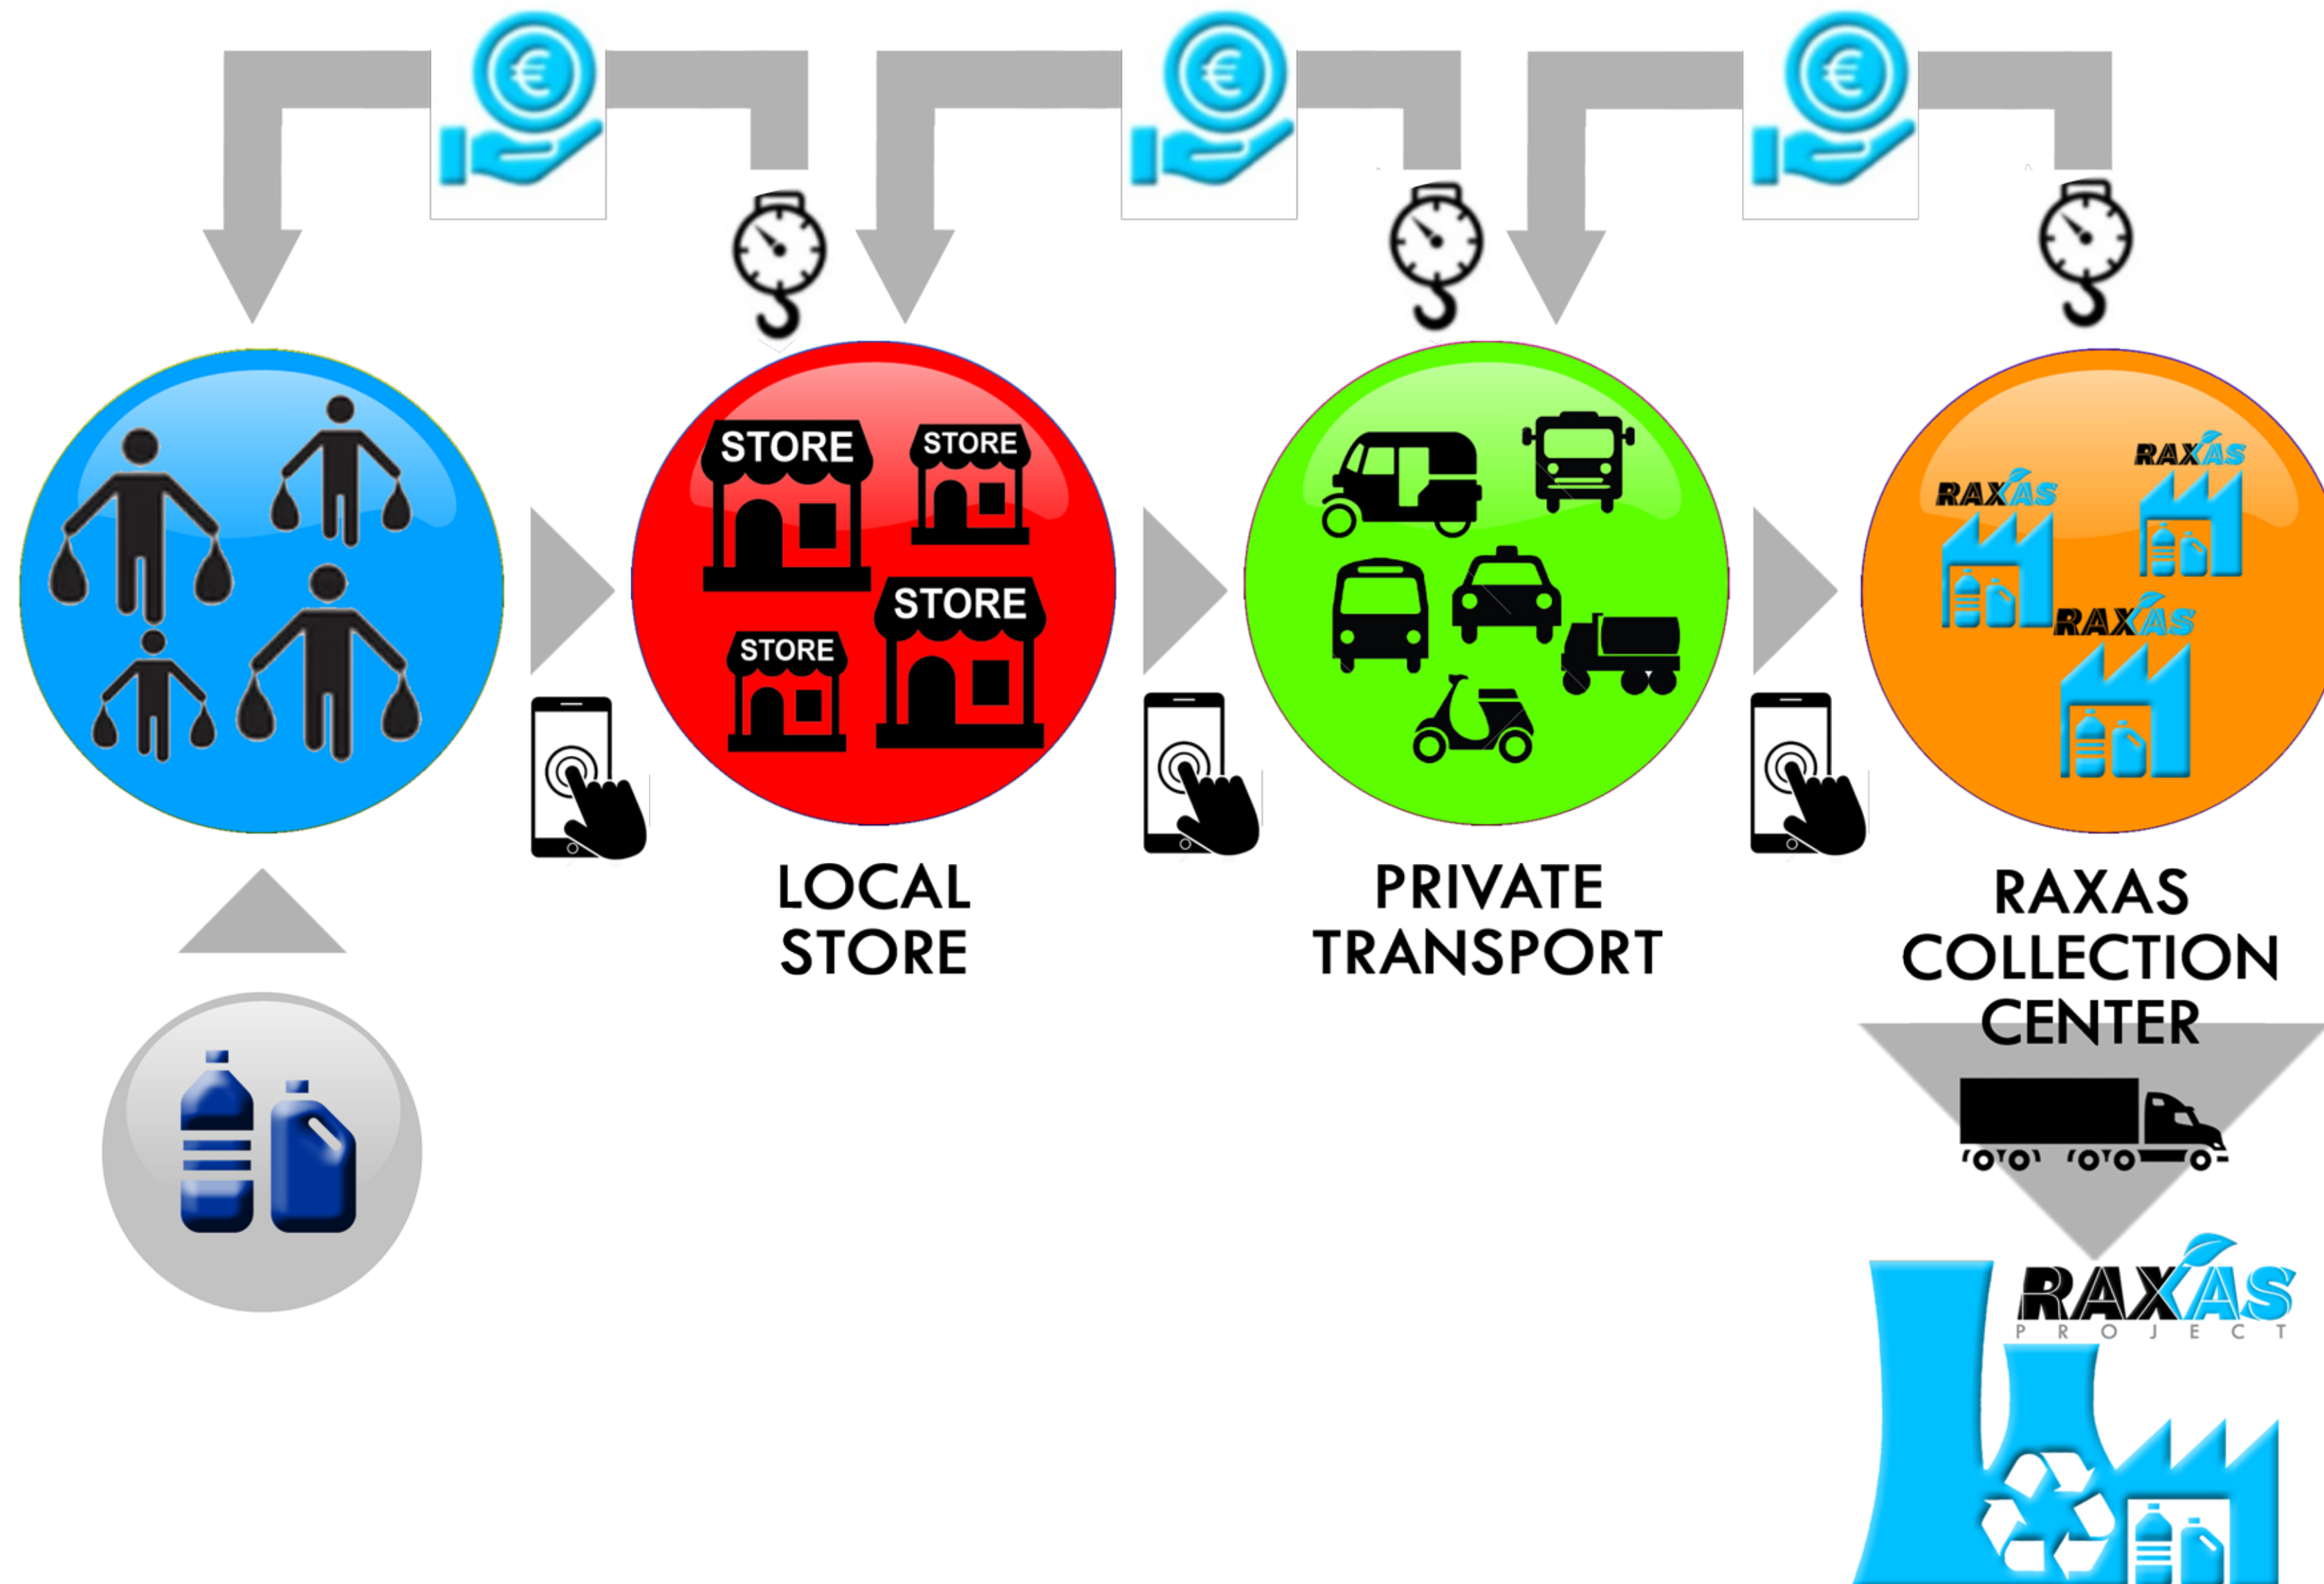 €
€
€
STORE
STORE
STORE
STORE
RAXAS
RAXAS
RAXAS
LOCAL
STORE
PRIVATE
TRANSPORT
RAXAS
COLLECTION
CENTER
RAXAS
PROJECT